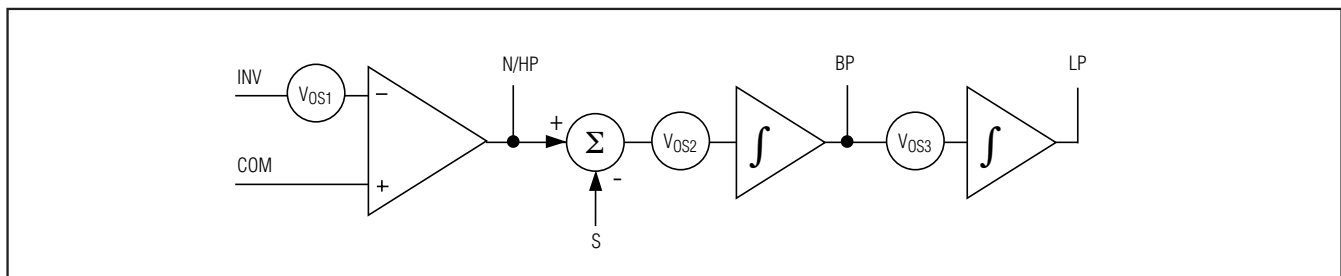 INV
V_OS1
COM
−
+
N/HP
+
Σ
-
S
V_OS2
∫
BP
V_OS3
∫
LP